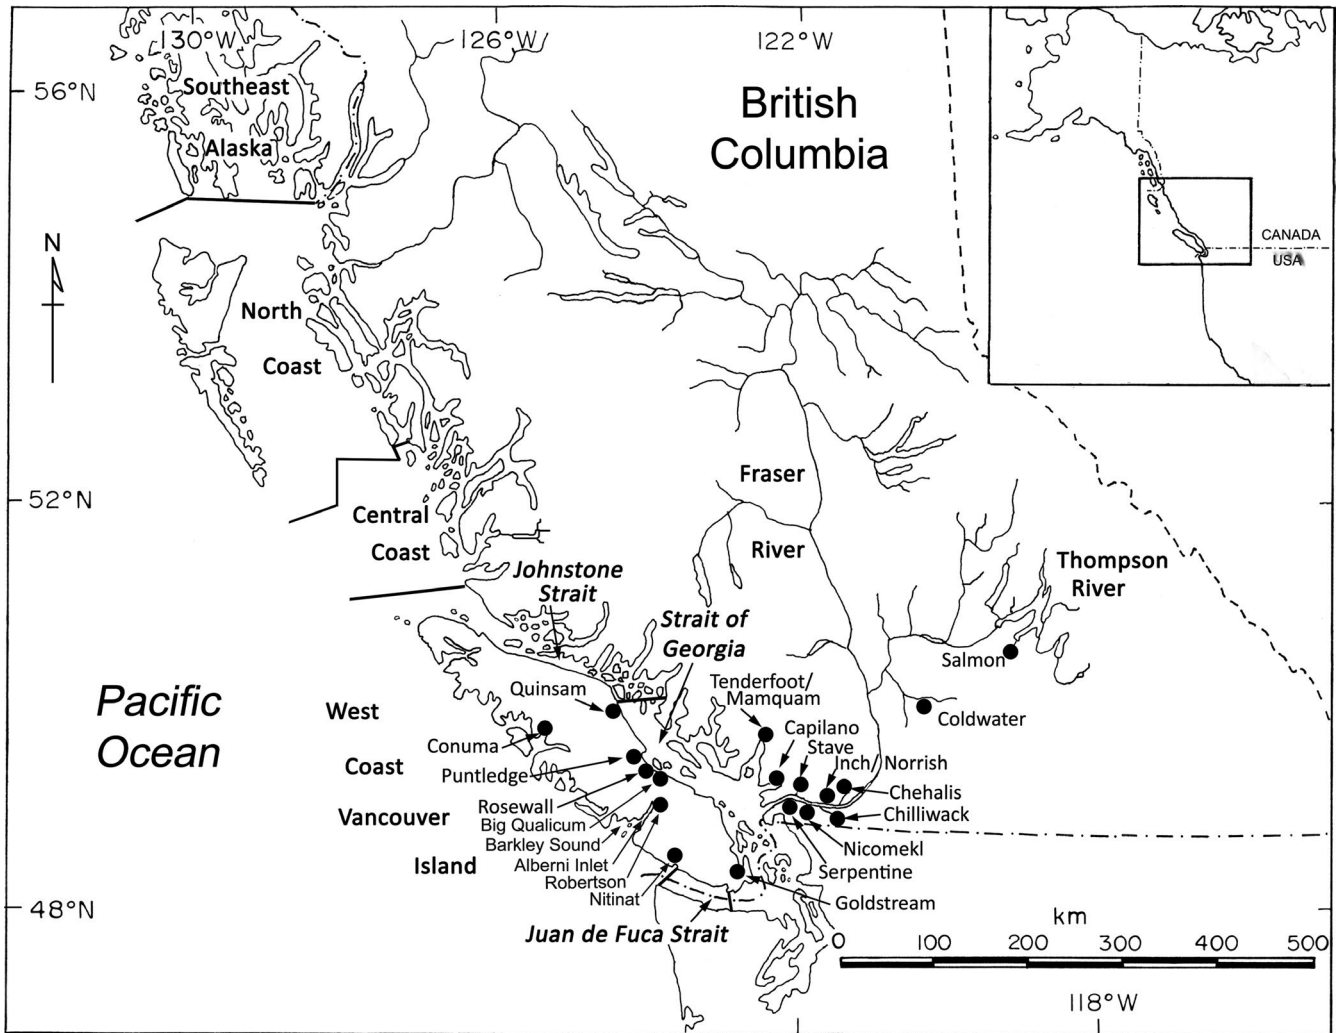 130°W
126°W
122°W
56°N
Southeast
Alaska
British
Columbia
N
CANADA
USA
North
Coast
52°N
Central
Coast
Fraser
River
Johnstone
Strait
Strait of
Georgia
Thompson
River
Salmon
Pacific
Ocean
West
Coast
Vancouver
Island
Quinsam
Tenderfoot/
Mamquam
Coldwater
Conuma
Capilano
Stave
Inch/ Norrish
Puntledge
Chehalis
Rosewall
Chilliwack
Big Qualicum
Barkley Sound
Nicomekl
Alberni Inlet
Serpentine
Robertson
Nitinat
Goldstream
48°N
Juan de Fuca Strait
km
0 100 200 300 400 500
118°W